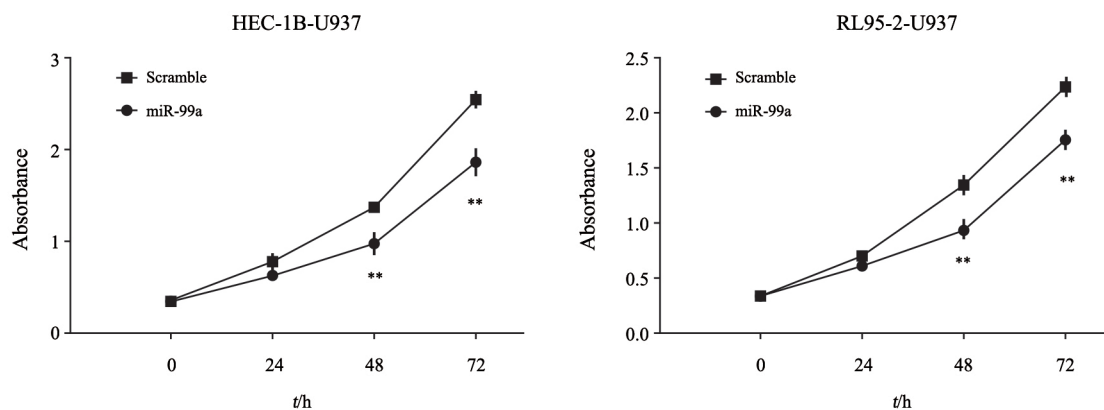 HEC-1B-U937
3
2
1
0
Absorbance
Scramble
miR-99a
**
**
0 24 48 72
t/h
RL95-2-U937
2.5
2.0
1.5
1.0
0.5
0.0
Absorbance
Scramble
miR-99a
**
**
0 24 48 72
t/h